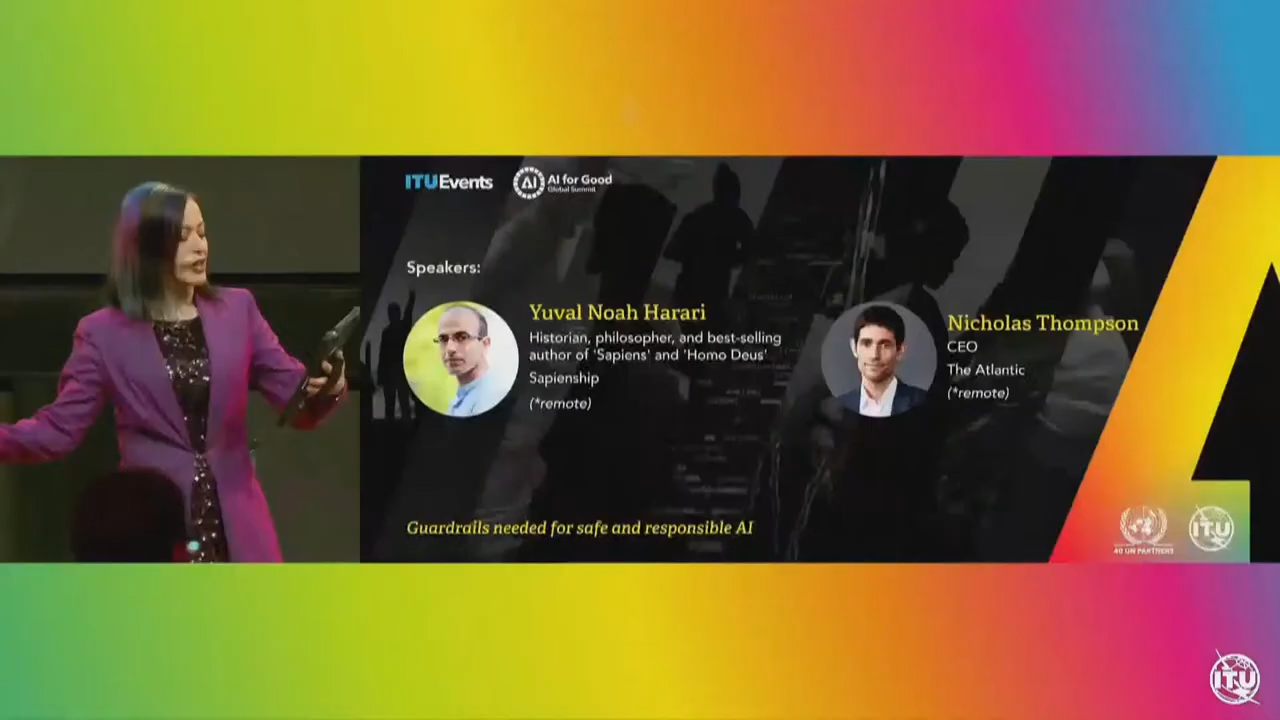 ITUEvents
AI
AI for Good
Global Summit
Speakers:
Yuval Noah Harari
Historian, philosopher, and best-selling
author of 'Sapiens' and 'Homo Deus'
Sapienship
(*remote)
Nicholas Thompson
CEO
The Atlantic
(*remote)
Guardrails needed for safe and responsible AI
40 UN PARTNERS
ITU
ITU